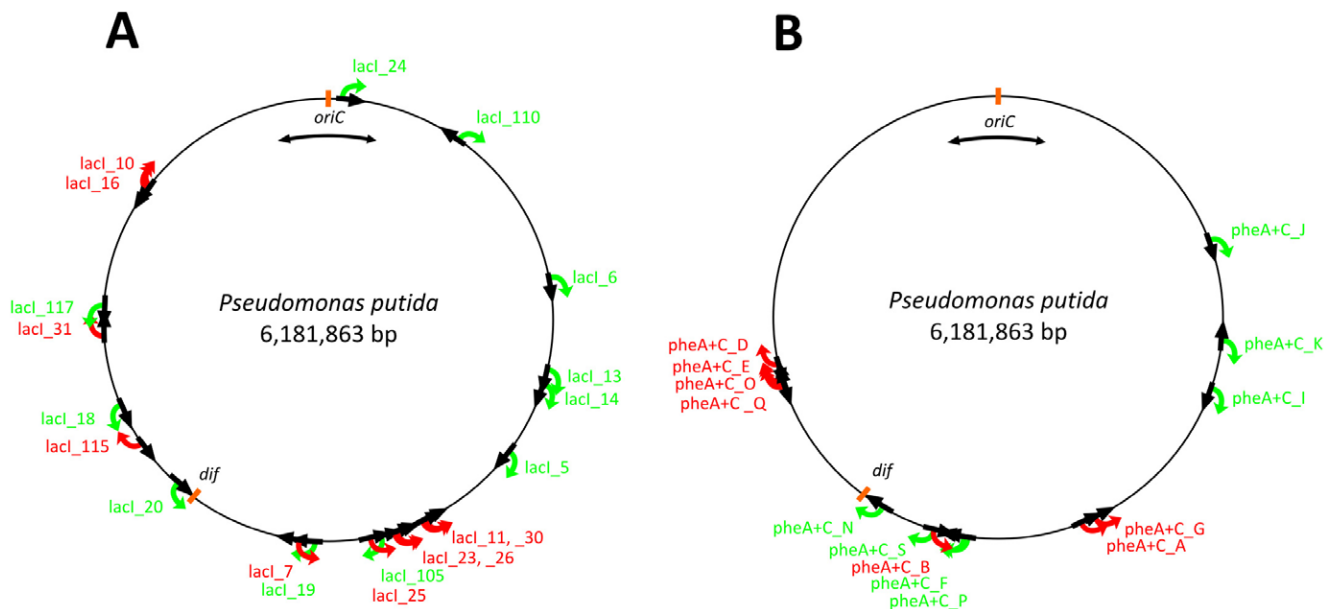 A
lacI_24
oriC
lacI_110
lacI_10
lacI_16
lacI_6
Pseudomonas putida
6,181,863 bp
lacI_117
lacI_31
lacI_13
lacI_14
lacI_18
lacI_115
dif
lacI_5
lacI_20
lacI_11, _30
lacI_23, _26
lacI_7
lacI_19
lacI_105
lacI_25
B
oriC
pheA+C_J
Pseudomonas putida
6,181,863 bp
pheA+C_D
pheA+C_E
pheA+C_O
pheA+C _Q
pheA+C_K
pheA+C_I
dif
pheA+C_N
pheA+C_S
pheA+C_B
pheA+C_F
pheA+C_P
pheA+C_G
pheA+C_A